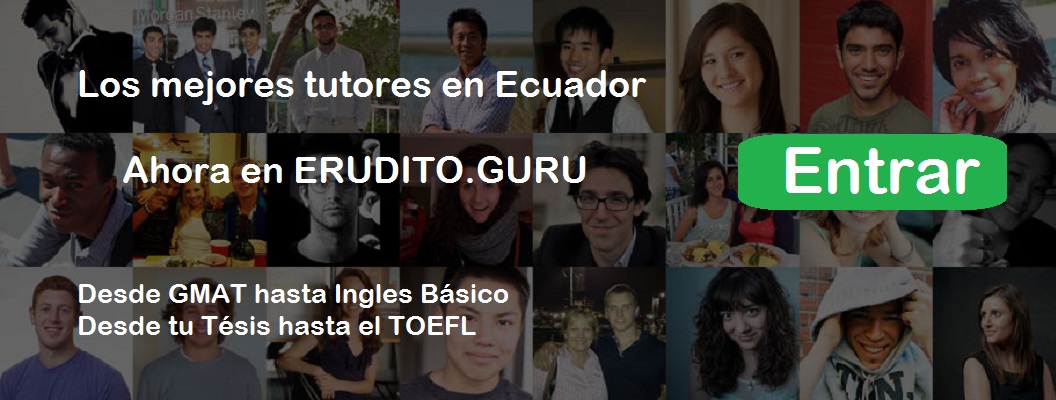 Morgan Stanley
Los mejores tutores en Ecuador
Ahora en ERUDITO.GURU
Entrar
Desde GMAT hasta Ingles Básico
Desde tu Tésis hasta el TOEFL